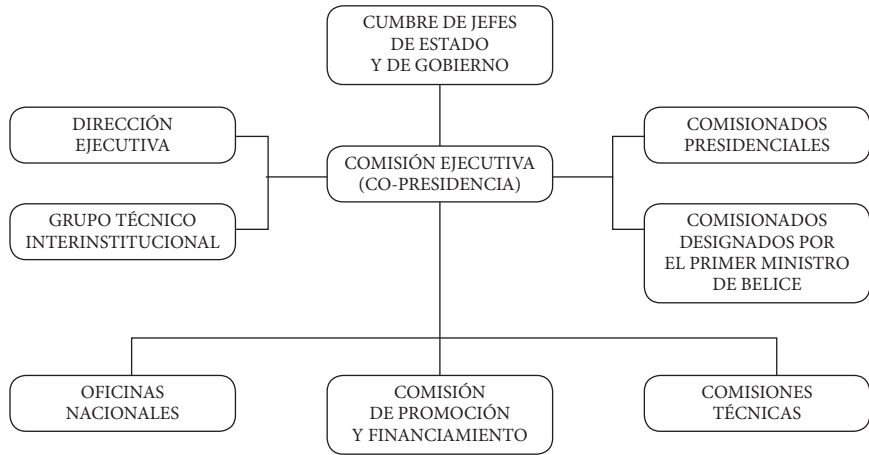 CUMBRE DE JEFES
DE ESTADO
Y DE GOBIERNO
DIRECCIÓN
EJECUTIVA
COMISIONADOS
PRESIDENCIALES
COMISIÓN EJECUTIVA
(CO-PRESIDENCIA)
GRUPO TÉCNICO
INTERINSTITUCIONAL
COMISIONADOS
DESIGNADOS POR
EL PRIMER MINISTRO
DE BELICE
OFICINAS
NACIONALES
COMISIÓN
DE PROMOCIÓN
Y FINANCIAMIENTO
COMISIONES
TÉCNICAS